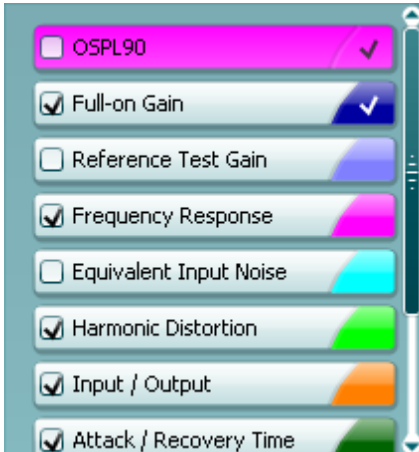 OSPL90
Full-on Gain
Reference Test Gain
Frequency Response
Equivalent Input Noise
Harmonic Distortion
Input / Output
Attack / Recovery Time